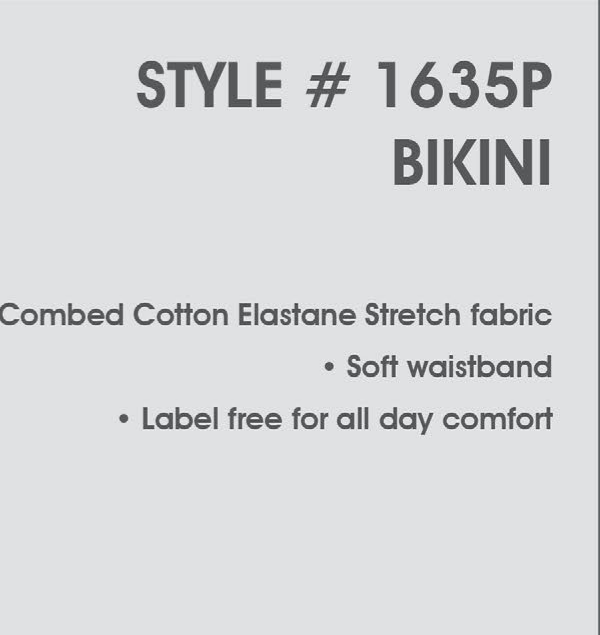 STYLE # 1635P
BIKINI
Combed Cotton Elastane Stretch fabric
• Soft waistband
• Label free for all day comfort